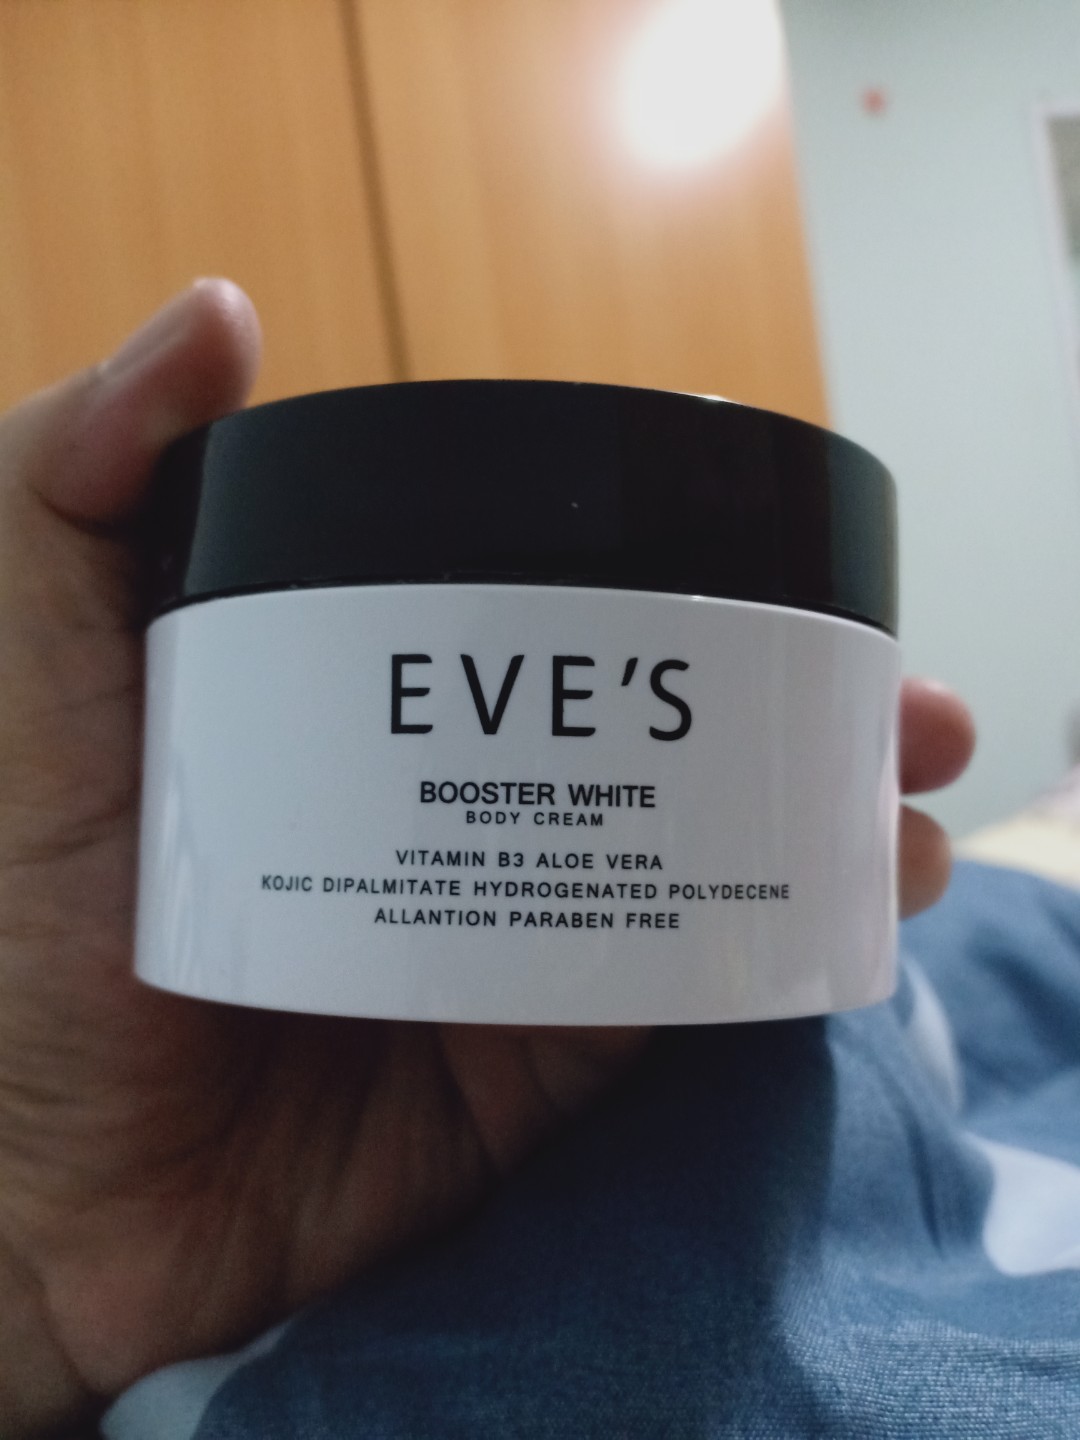 EVE'S
BOOSTER WHITE
BODY CREAM
VITAMIN B3 ALOE VERA
KOJIC DIPALMITATE HYDROGENATED POLYDECENE
ALLANTION PARABEN FREE